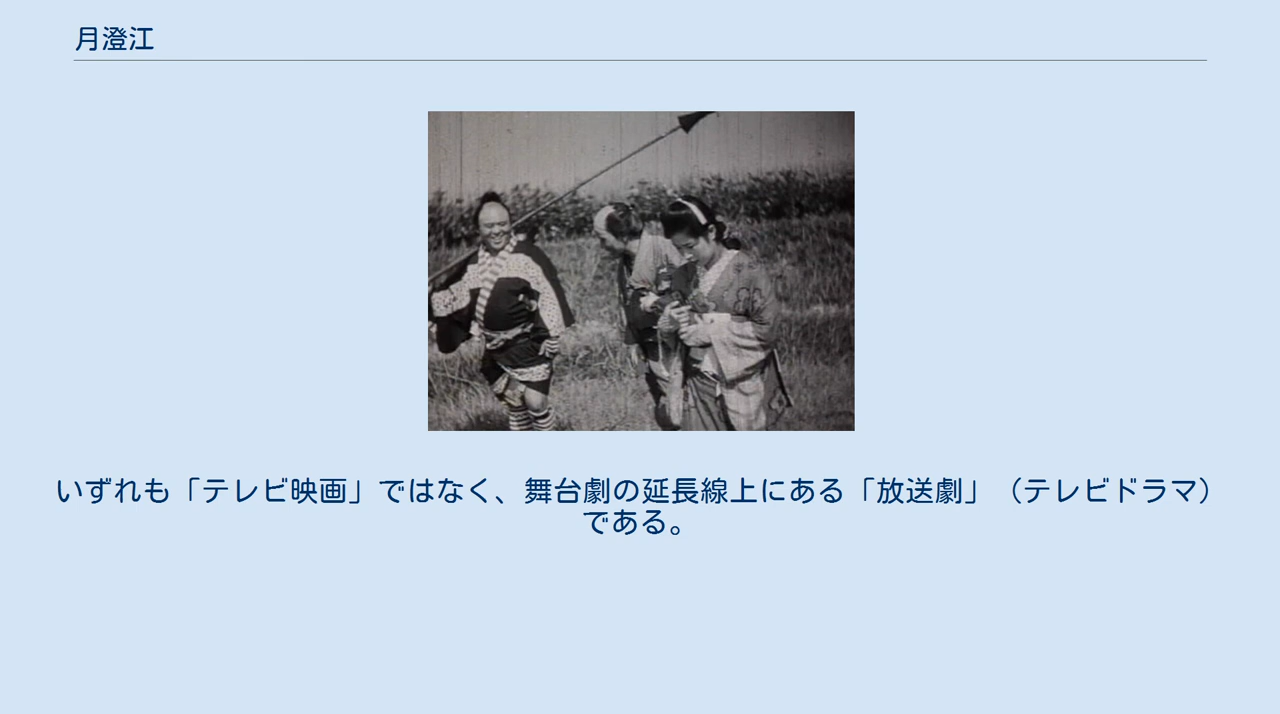 月澄江
いずれも「テレビ映画」ではなく、舞台劇の延長線上にある「放送劇」（テレビドラマ）
である。